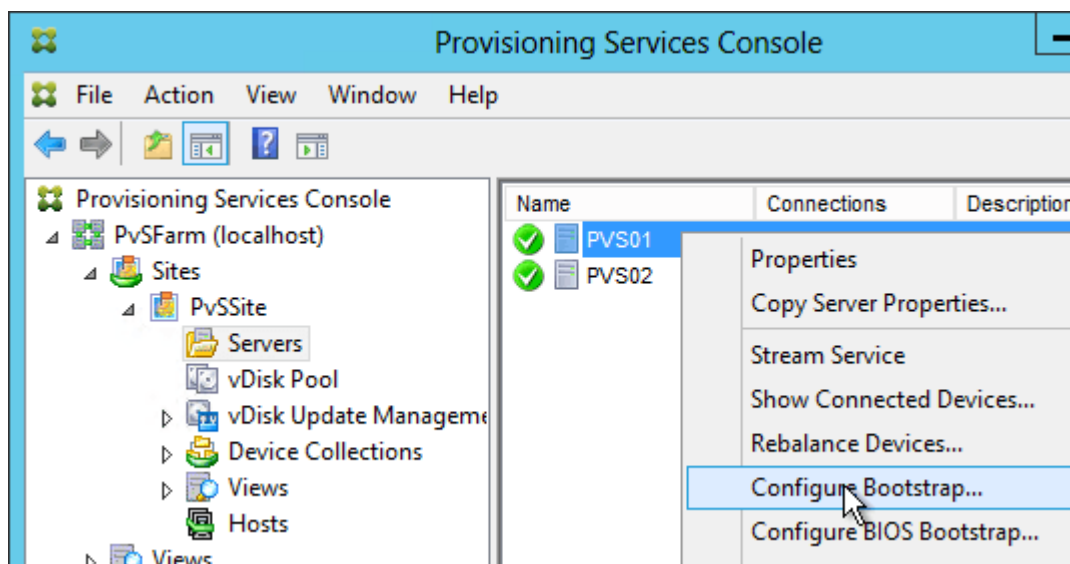 Provisioning Services Console
File Action View Window Help
Provisioning Services Console
PvSFarm (localhost)
Sites
PvSSite
Servers
vDisk Pool
vDisk Update Manageme
Device Collections
Views
Hosts
Views
Name Connections Description
PVS01
PVS02
Properties
Copy Server Properties...
Stream Service
Show Connected Devices...
Rebalance Devices...
Configure Bootstrap...
Configure BIOS Bootstrap...